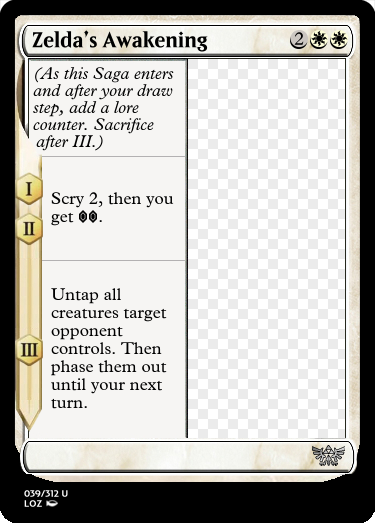 Zelda's Awakening 2
(As this Saga enters
and after your draw
step, add a lore
counter. Sacrifice
after III.)
I
Scry 2, then you
get .
II
Untap all
creatures target
opponent
III
controls. Then
phase them out
until your next
turn.
039/312 U
LOZ